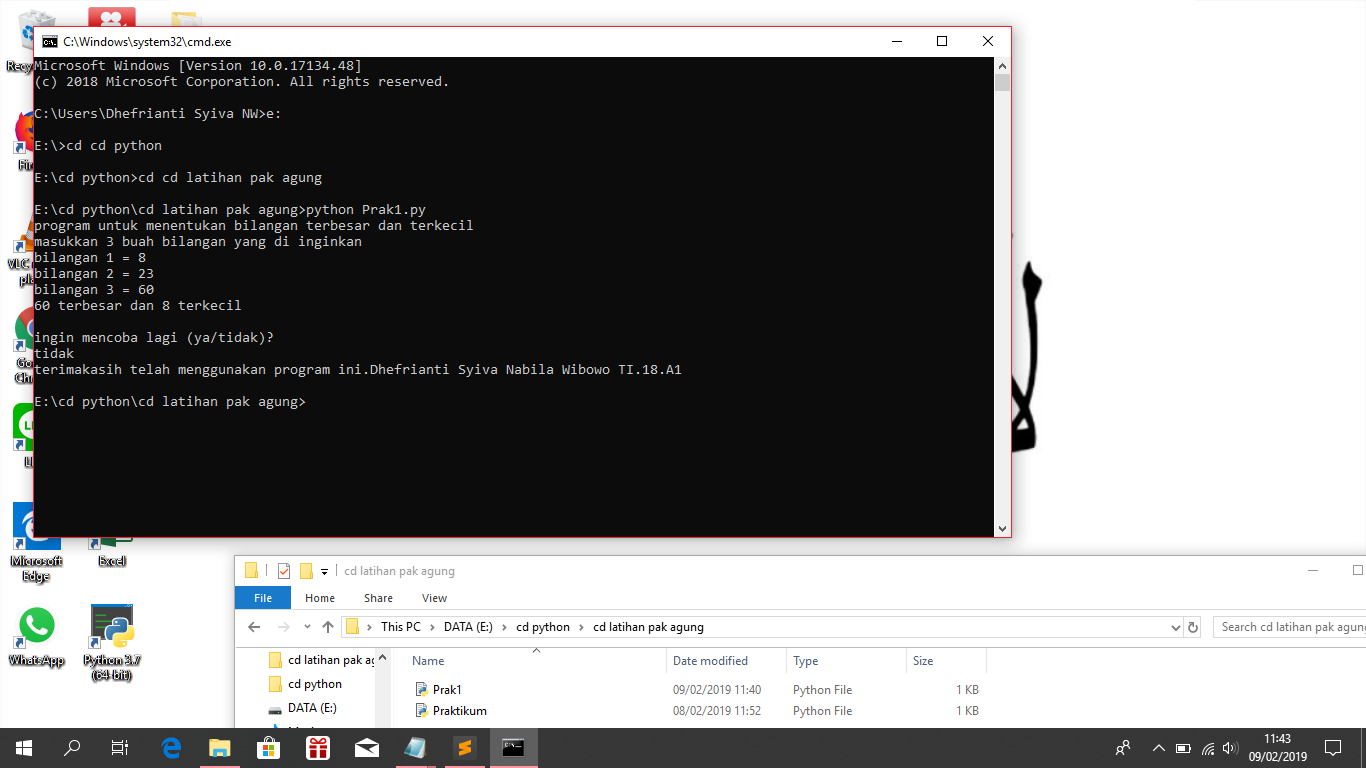 C:\Windows\system32\cmd.exe
Microsoft Windows [Version 10.0.17134.48]
(c) 2018 Microsoft Corporation. All rights reserved.
C:\Users\Dhefrianti Syiva NW>e:
E:\>cd cd python
E:\cd python>cd cd latihan pak agung
E:\cd python\cd latihan pak agung>python Prak1.py
program untuk menentukan bilangan terbesar dan terkecil
masukkan 3 buah bilangan yang di inginkan
bilangan 1 = 8
bilangan 2 = 23
bilangan 3 = 60
60 terbesar dan 8 terkecil
ingin mencoba lagi (ya/tidak)?
tidak
terimakasih telah menggunakan program ini.Dhefrianti Syiva Nabila Wibowo TI.18.A1
E:\cd python\cd latihan pak agung>
Microsoft Edge
Excel
WhatsApp
Python 3.7 (64-bit)
cd latihan pak agung
File Home Share View
This PC DATA (E:) cd python cd latihan pak agung
Search cd latihan pak agung
cd latihan pak ag
cd python
DATA (E:)
Name Date modified Type Size
Prak1 09/02/2019 11:40 Python File 1 KB
Praktikum 08/02/2019 11:52 Python File 1 KB
11:43
09/02/2019